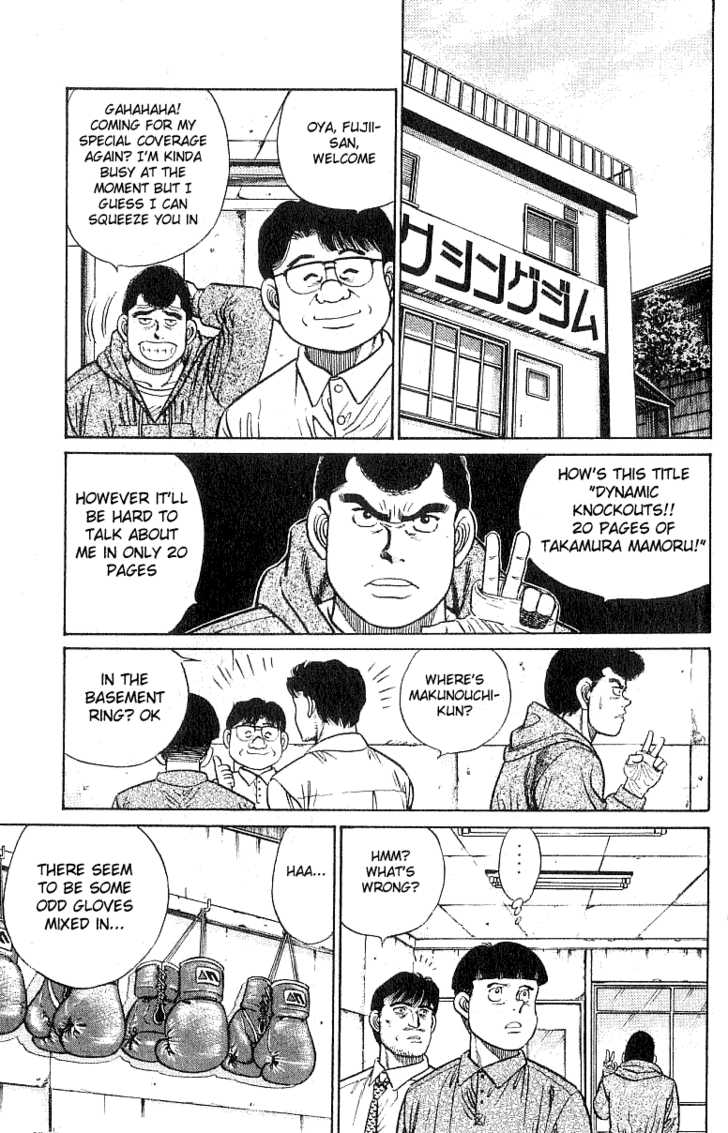 クシングジム
OYA, FUJII-
SAN,
WELCOME
GAHAHAHA!
COMING FOR MY
SPECIAL COVERAGE
AGAIN? I'M KINDA
BUSY AT THE
MOMENT BUT I
GUESS I CAN
SQUEEZE YOU IN
HOW'S THIS TITLE
"DYNAMIC
KNOCKOUTS!!
20 PAGES OF
TAKAMURA MAMORU!"
HOWEVER IT'LL
BE HARD TO
TALK ABOUT
ME IN ONLY 20
PAGES
WHERE'S
MAKUNOUCHI-
KUN?
IN THE
BASEMENT
RING? OK
....
HMM?
WHAT'S
WRONG?
HAA...
THERE SEEM
TO BE SOME
ODD GLOVES
MIXED IN...